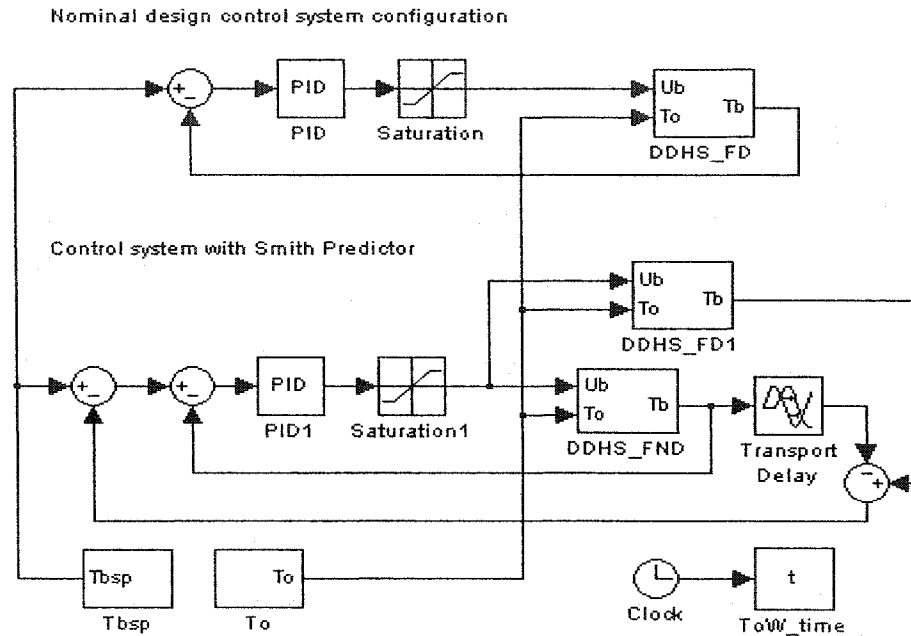 Nominal design control system configuration
+
−
PID
PID
Saturation
Ub
To
Tb
DDHS_FD
Control system with Smith Predictor
Ub
To
Tb
DDHS_FD1
+
−
+
−
PID
PID1
Saturation1
Ub
To
Tb
DDHS_FND
Transport
Delay
−
+
Tbsp
Tbsp
To
To
Clock
t
ToW_time